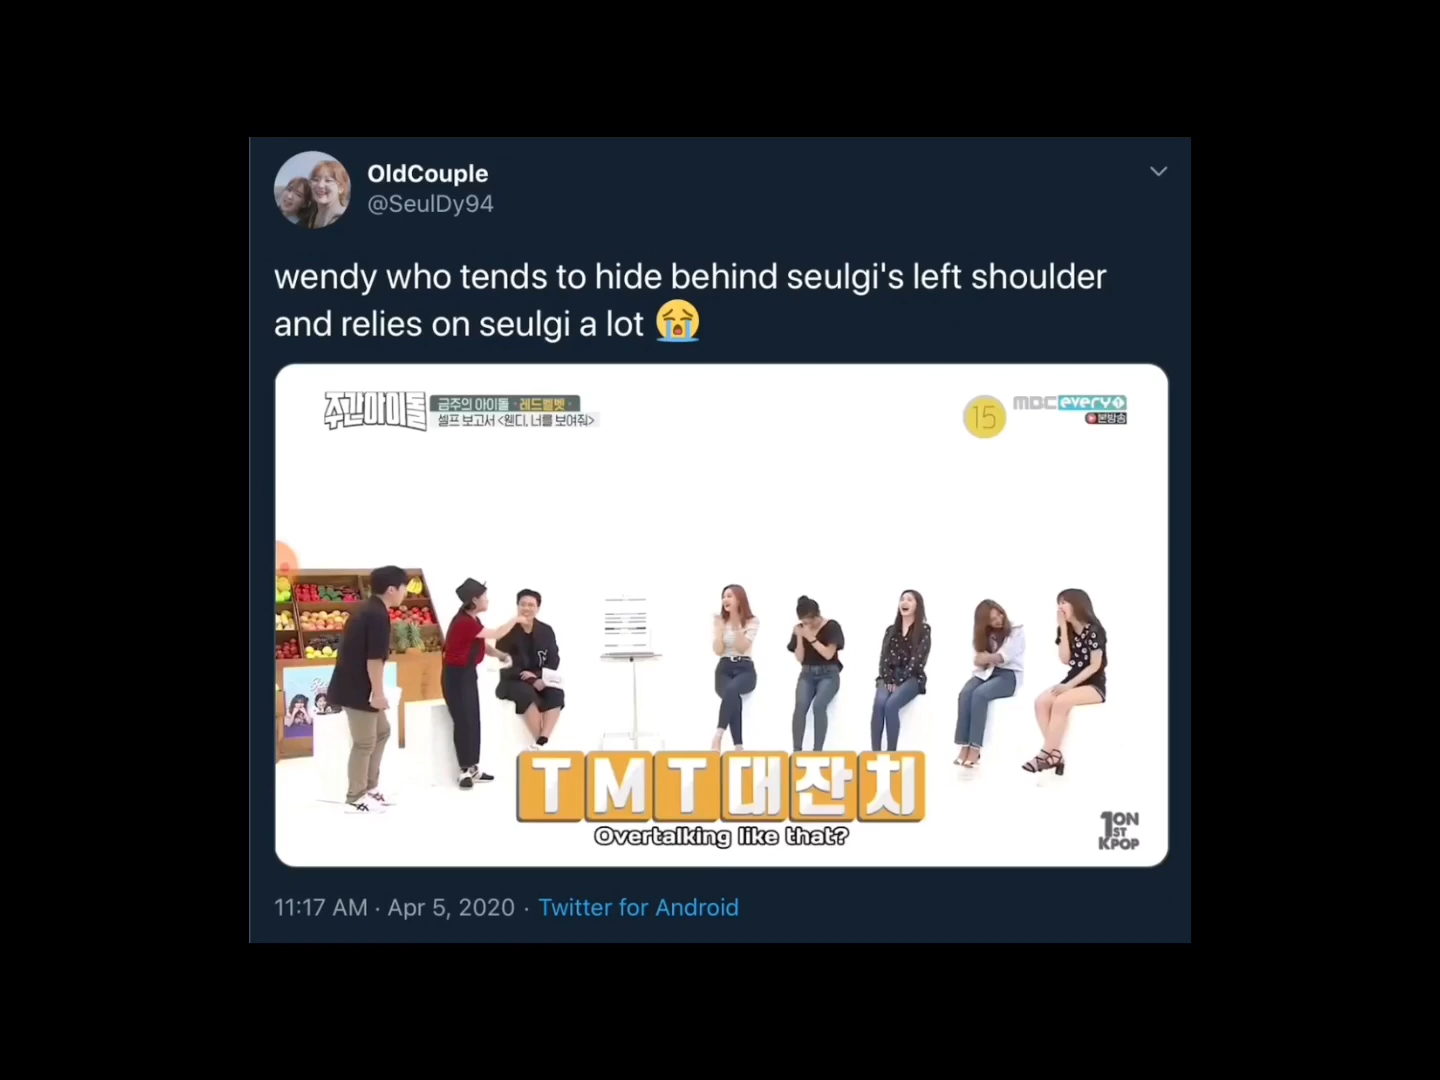 OldCouple
@SeulDy94
wendy who tends to hide behind seulgi's left shoulder
and relies on seulgi a lot 😭
주간아이돌
금주의 아이돌 · 레드벨벳 ·
셀프 보고서 <웬디, 너를 보여줘>
15
MBC every1
본방송
TMT대잔치
Overtalking like that?
1ST ON KPOP
11:17 AM · Apr 5, 2020 · Twitter for Android